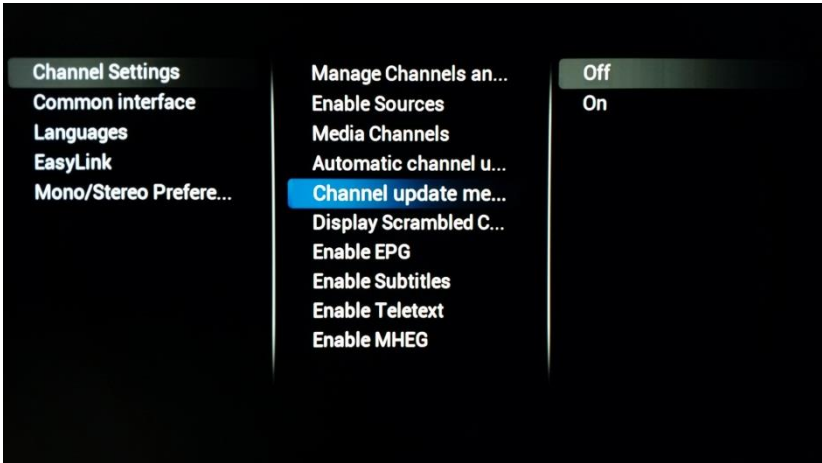 Channel Settings
Common interface
Languages
EasyLink
Mono/Stereo Prefere...
Manage Channels an...
Enable Sources
Media Channels
Automatic channel u...
Channel update me...
Display Scrambled C...
Enable EPG
Enable Subtitles
Enable Teletext
Enable MHEG
Off
On